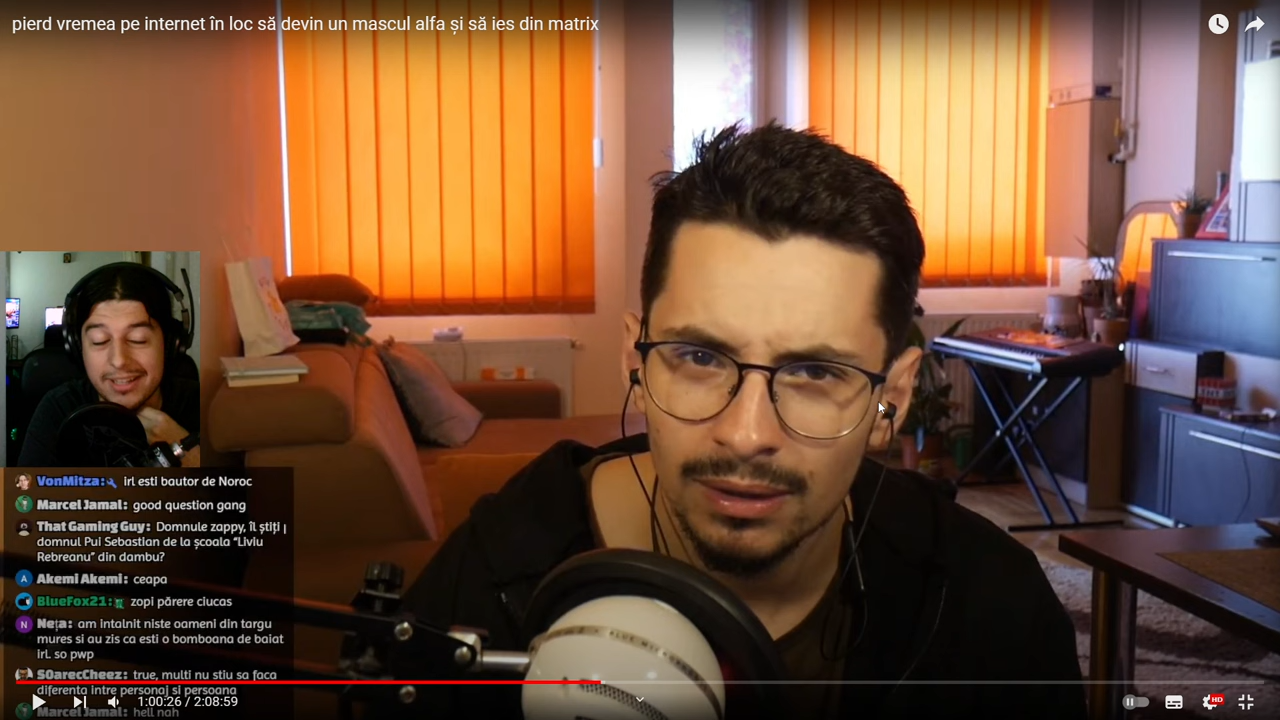 pierd vremea pe internet în loc să devin un mascul alfa și să ies din matrix
VonMitza: irl esti bautor de Noroc
Marcel Jamal: good question gang
That Gaming Guy: Domnule zappy, îl știți
domnul Pui Sebastian de la școala “Liviu
Rebreanu” din dambu?
Akemi Akemi: ceapa
BlueFox21: zopi părere ciucas
Neța: am intalnit niste oameni din targu
mures si au zis ca esti o bomboana de baiat
irl. so pwp
S0arecCheez: true, multi nu stiu sa faca
diferenta intre personaj si persoana
Marcel Jamal: hell nah
1:00:26 / 2:08:59
HD